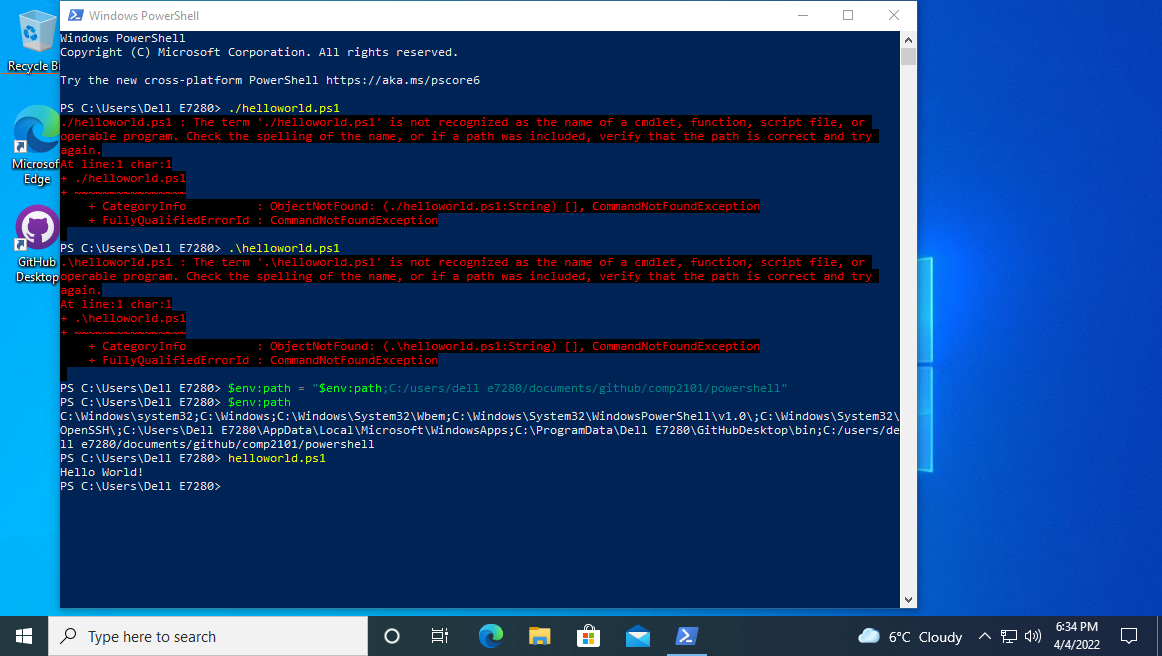 Windows PowerShell
Windows PowerShell
Copyright (C) Microsoft Corporation. All rights reserved.
Try the new cross-platform PowerShell https://aka.ms/pscore6
PS C:\Users\Dell E7280> ./helloworld.ps1
./helloworld.ps1 : The term './helloworld.ps1' is not recognized as the name of a cmdlet, function, script file, or
operable program. Check the spelling of the name, or if a path was included, verify that the path is correct and try
again.
At line:1 char:1
+ ./helloworld.ps1
+ ~~~~~~~~~~~~~~~~
+ CategoryInfo          : ObjectNotFound: (./helloworld.ps1:String) [], CommandNotFoundException
+ FullyQualifiedErrorId : CommandNotFoundException
PS C:\Users\Dell E7280> .\helloworld.ps1
.\helloworld.ps1 : The term '.\helloworld.ps1' is not recognized as the name of a cmdlet, function, script file, or
operable program. Check the spelling of the name, or if a path was included, verify that the path is correct and try
again.
At line:1 char:1
+ .\helloworld.ps1
+ ~~~~~~~~~~~~~~~~
+ CategoryInfo          : ObjectNotFound: (.\helloworld.ps1:String) [], CommandNotFoundException
+ FullyQualifiedErrorId : CommandNotFoundException
PS C:\Users\Dell E7280> $env:path = "$env:path;C:/users/dell e7280/documents/github/comp2101/powershell"
PS C:\Users\Dell E7280> $env:path
C:\Windows\system32;C:\Windows;C:\Windows\System32\Wbem;C:\Windows\System32\WindowsPowerShell\v1.0\;C:\Windows\System32\
OpenSSH\;C:\Users\Dell E7280\AppData\Local\Microsoft\WindowsApps;C:\ProgramData\Dell E7280\GitHubDesktop\bin;C:/users/de
ll e7280/documents/github/comp2101/powershell
PS C:\Users\Dell E7280> helloworld.ps1
Hello World!
PS C:\Users\Dell E7280>
Recycle Bi
Microsof
Edge
GitHub
Desktop
Type here to search
6°C Cloudy
6:34 PM
4/4/2022